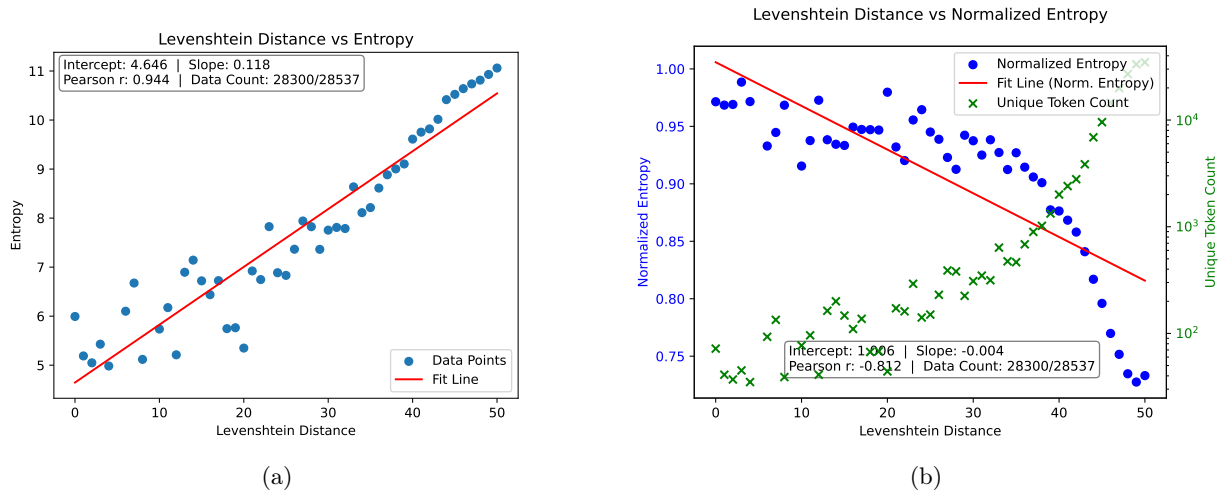 Levenshtein Distance vs Entropy
Intercept: 4.646 | Slope: 0.118
Pearson r: 0.944 | Data Count: 28300/28537
11
10
9
8
7
6
5
Entropy
Data Points
Fit Line
0
10
20
30
40
50
Levenshtein Distance
(a)
Levenshtein Distance vs Normalized Entropy
Normalized Entropy
Fit Line (Norm. Entropy)
Unique Token Count
1.00
0.95
0.90
0.85
0.80
0.75
Normalized Entropy
10⁴
10³
10²
Unique Token Count
Intercept: 1.006 | Slope: -0.004
Pearson r: -0.812 | Data Count: 28300/28537
0
10
20
30
40
50
Levenshtein Distance
(b)